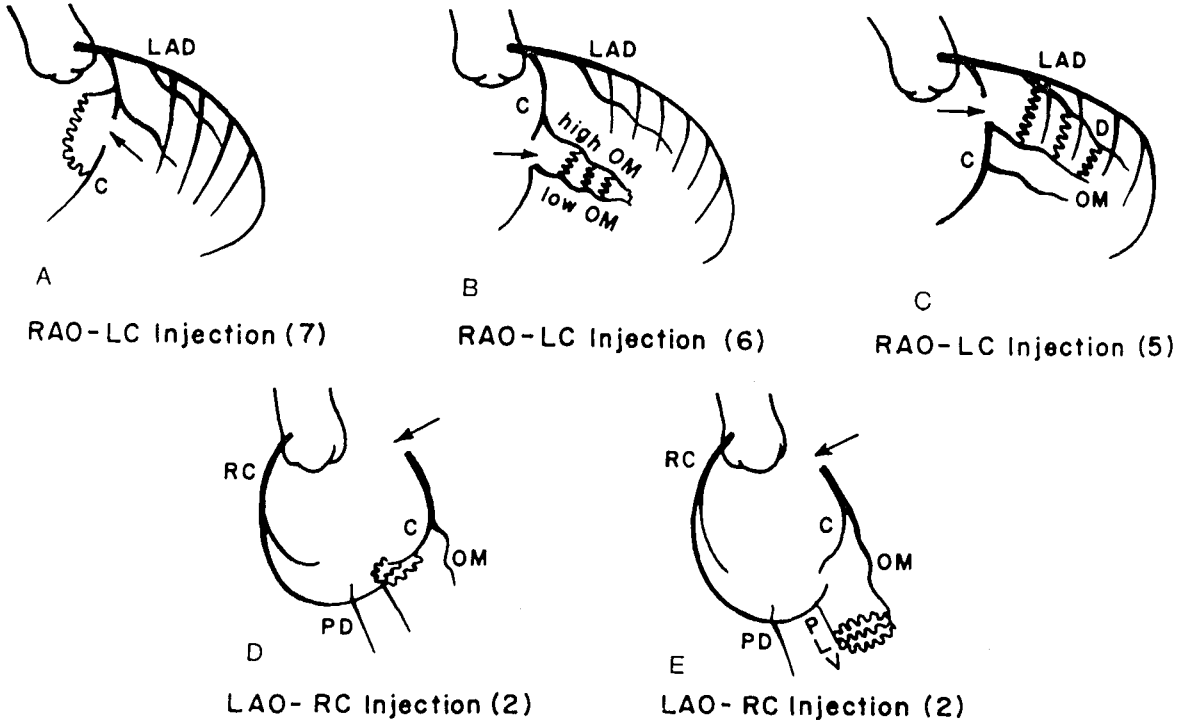 LAD
C
A
RAO-LC Injection (7)
LAD
C
high OM
low OM
B
RAO-LC Injection (6)
LAD
D
C
OM
C
RAO-LC Injection (5)
RC
C
OM
PD
D
LAO-RC Injection (2)
RC
C
OM
PD
PLV
E
LAO-RC Injection (2)